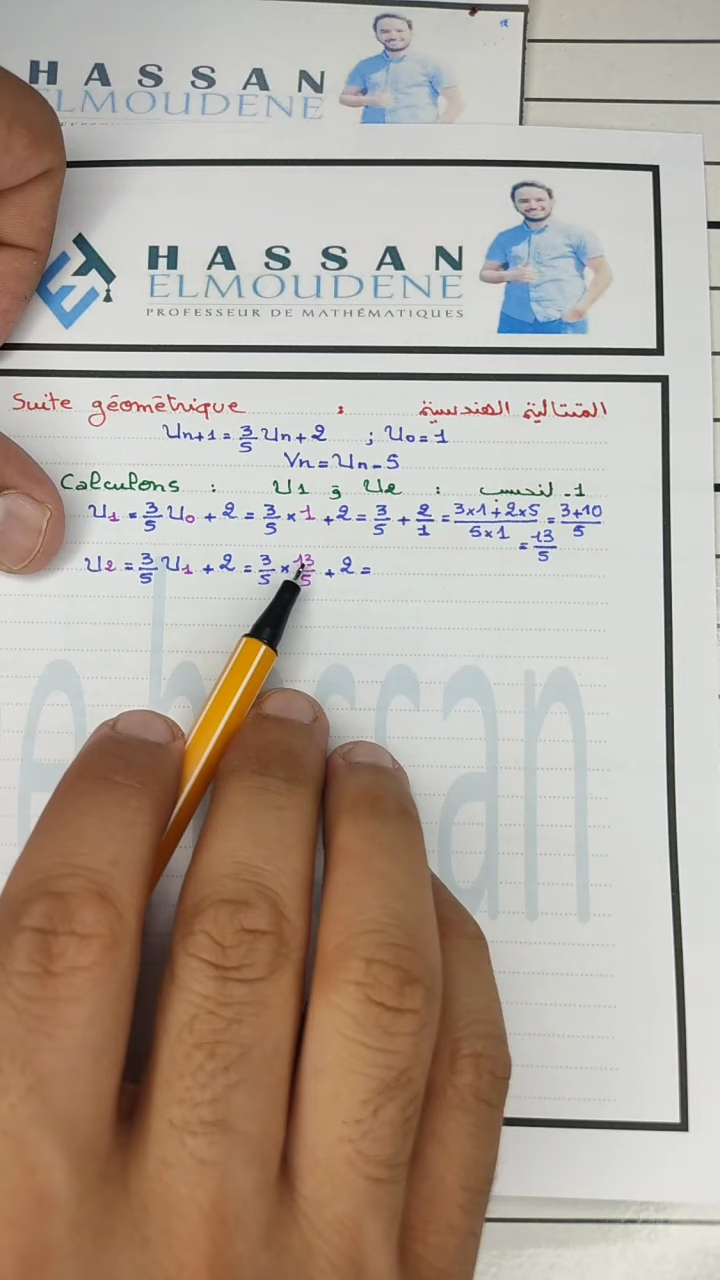 HASSAN
ELMOUDENE
HASSAN
ELMOUDENE
PROFESSEUR DE MATHÉMATIQUES
Suite géométrique : المتتالية الهندسية
Un+1 = 3/5 Un + 2 ; U0 = 1
Vn = Un - 5
Calculons : U1 و U2 : 1. لنحسب
U1 = 3/5 U0 + 2 = 3/5 × 1 + 2 = 3/5 + 2/1 = (3×1+2×5)/(5×1) = (3+10)/5
= 13/5
U2 = 3/5 U1 + 2 = 3/5 × 13/5 + 2 =